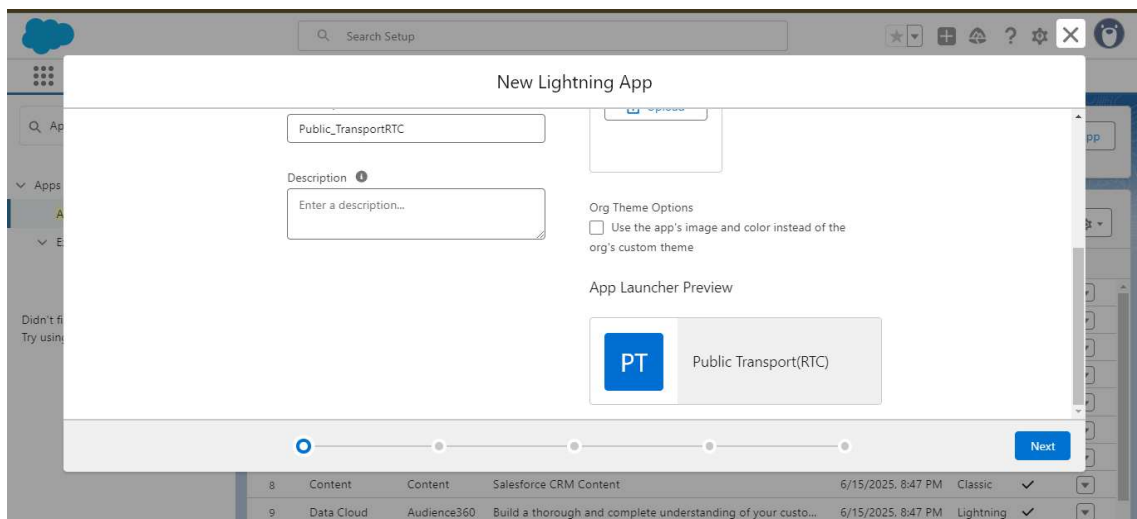 Search Setup
New Lightning App
Upload
Public_TransportRTC
Description
Enter a description...
Org Theme Options
Use the app's image and color instead of the
org's custom theme
App Launcher Preview
PT
Public Transport(RTC)
Next
Apps
Didn't
Try
8 Content Content Salesforce CRM Content 6/15/2025, 8:47 PM Classic
9 Data Cloud Audience360 Build a thorough and complete understanding of your custo... 6/15/2025, 8:47 PM Lightning